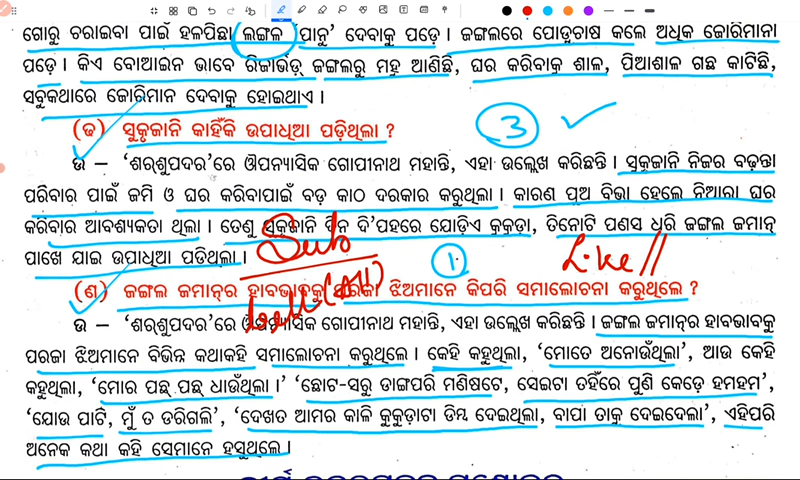 ଗୋରୁ ଚରାଇବା ପାଇଁ ହଳପିଛା ଲଙ୍ଗଳ 'ପାନୁ' ଦେବାକୁ ପଡ଼େ। ଜଙ୍ଗଲରେ ପୋଡୁଚାଷ କଲେ ଅଧିକ ଜୋରିମାନା
ପଡ଼େ। କିଏ ବୋଆଇନ ଭାବେ ରିଜାର୍ଭଡ଼୍ ଜଙ୍ଗଲରୁ ମହୁ ଆଣିଛି, ଘର କରିବାକୁ ଶାଳ, ପିଆଶାଳ ଗଛ କାଟିଛି,
ସବୁକଥାରେ ଜୋରିମାନ ଦେବାକୁ ହୋଇଥାଏ।
(ଢ) ସୁକୃଜାନି କାହିଁକି ଉପାଧିଆ ପଡ଼ିଥିଲା ?
3
ଉ – 'ଶରଶୁପଦର'ରେ ଔପନ୍ୟାସିକ ଗୋପୀନାଥ ମହାନ୍ତି, ଏହା ଉଲ୍ଲେଖ କରିଛନ୍ତି। ସୁକୃଜାନି ନିଜର ବଢ଼ନ୍ତା
ପରିବାର ପାଇଁ ଜମି ଓ ଘର କରିବାପାଇଁ ବଡ଼ କାଠ ଦରକାର କରୁଥିଲା। କାରଣ ପୁଅ ବିଭା ହେଲେ ନିଆରା ଘର
କରିବାର ଆବଶ୍ୟକତା ଥିଲା। ତେଣୁ ସୁକୃଜାନି ଦିନ ଦି'ପହରେ ଯୋଡ଼ିଏ କୁକୁଡ଼ା, ତିନୋଟି ପଣସ ଧରି ଜଙ୍ଗଲ ଜମାନ୍
ପାଖେ ଯାଇ ଉପାଧିଆ ପଡ଼ିଥିଲା।
Sub
1
Like
(ଣ) ଜଙ୍ଗଲ ଜମାନ୍‌ର ହାବଭାବକୁ ପରଜା ଝିଅମାନେ କିପରି ସମାଲୋଚନା କରୁଥିଲେ ?
bell (All)
ଉ – 'ଶରଶୁପଦର'ରେ ଔପନ୍ୟାସିକ ଗୋପୀନାଥ ମହାନ୍ତି, ଏହା ଉଲ୍ଲେଖ କରିଛନ୍ତି। ଜଙ୍ଗଲ ଜମାନ୍‌ର ହାବଭାବକୁ
ପରଜା ଝିଅମାନେ ବିଭିନ୍ନ କଥାକହି ସମାଲୋଚନା କରୁଥିଲେ। କେହି କହୁଥିଲା, 'ମୋତେ ଅନୋଉଁଥିଲା', ଆଉ କେହି
କହୁଥିଲା, 'ମୋର ପଛ୍ ପଛ୍ ଧାଉଁଥିଲା।' 'ଛୋଟ-ସରୁ ଡାଙ୍ଗପରି ମଣିଷଟେ, ସେଇଟା ତହିଁରେ ପୁଣି କେଡ଼େ ହମହମ',
'ଯୋଉ ପାଟି, ମୁଁ ତ ଡରିଗଲି', 'ଦେଖତ ଆମର କାଳି କୁକୁଡ଼ାଟା ଡିମ୍ବ ଦେଇଥିଲା, ବାପା ତାକୁ ଦେଇଦେଲା', ଏହିପରି
ଅନେକ କଥା କହି ସେମାନେ ହସୁଥିଲେ।